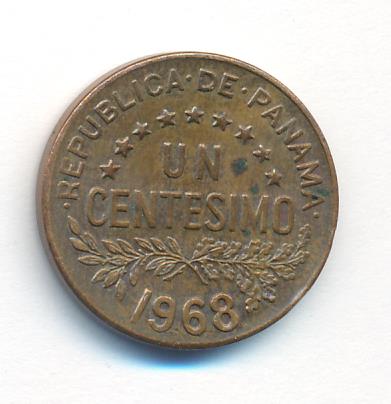 ·REPUBLICA·DE·PANAMA·
UN
CENTESIMO
1968